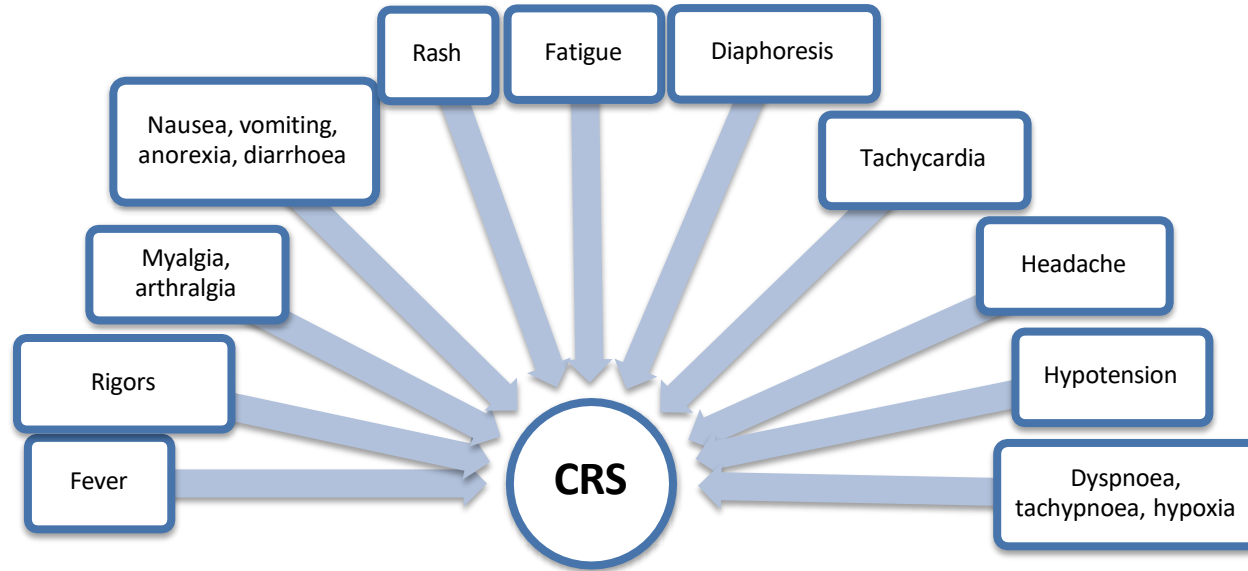 Rash
Fatigue
Diaphoresis
Nausea, vomiting,
anorexia, diarrhoea
Tachycardia
Myalgia,
arthralgia
Headache
Rigors
Hypotension
Fever
CRS
Dyspnoea,
tachypnoea, hypoxia